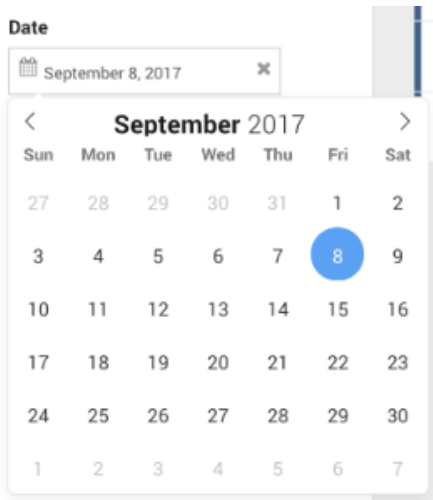 Date
September 8, 2017
September 2017
Sun Mon Tue Wed Thu Fri Sat
27 28 29 30 31 1 2
3 4 5 6 7 8 9
10 11 12 13 14 15 16
17 18 19 20 21 22 23
24 25 26 27 28 29 30
1 2 3 4 5 6 7